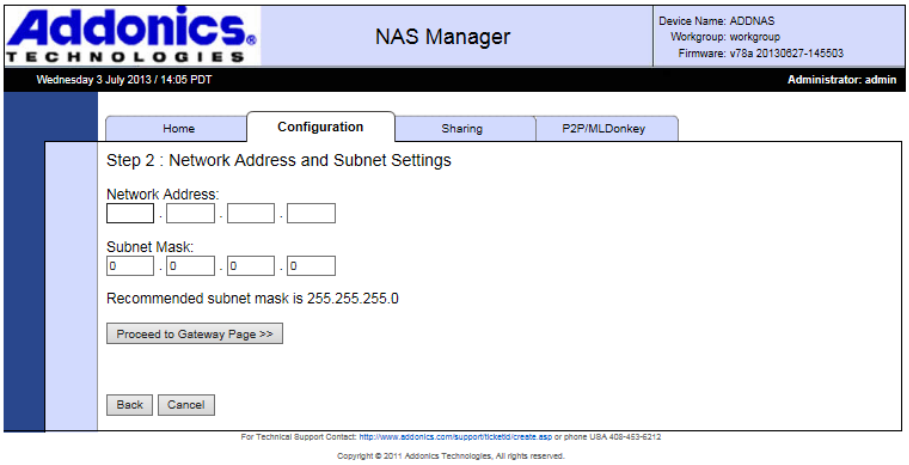 Addonics®
TECHNOLOGIES
NAS Manager
Device Name: ADDNAS
Workgroup: workgroup
Firmware: v78a 20130627-145503
Wednesday 3 July 2013 / 14:05 PDT
Administrator: admin
Home
Configuration
Sharing
P2P/MLDonkey
Step 2 : Network Address and Subnet Settings
Network Address:
. . .
Subnet Mask:
0 . 0 . 0 . 0
Recommended subnet mask is 255.255.255.0
Proceed to Gateway Page >>
Back
Cancel
For Technical Support Contact: http://www.addonics.com/support/ticketid/create.asp or phone USA 408-453-6212
Copyright © 2011 Addonics Technologies, All rights reserved.